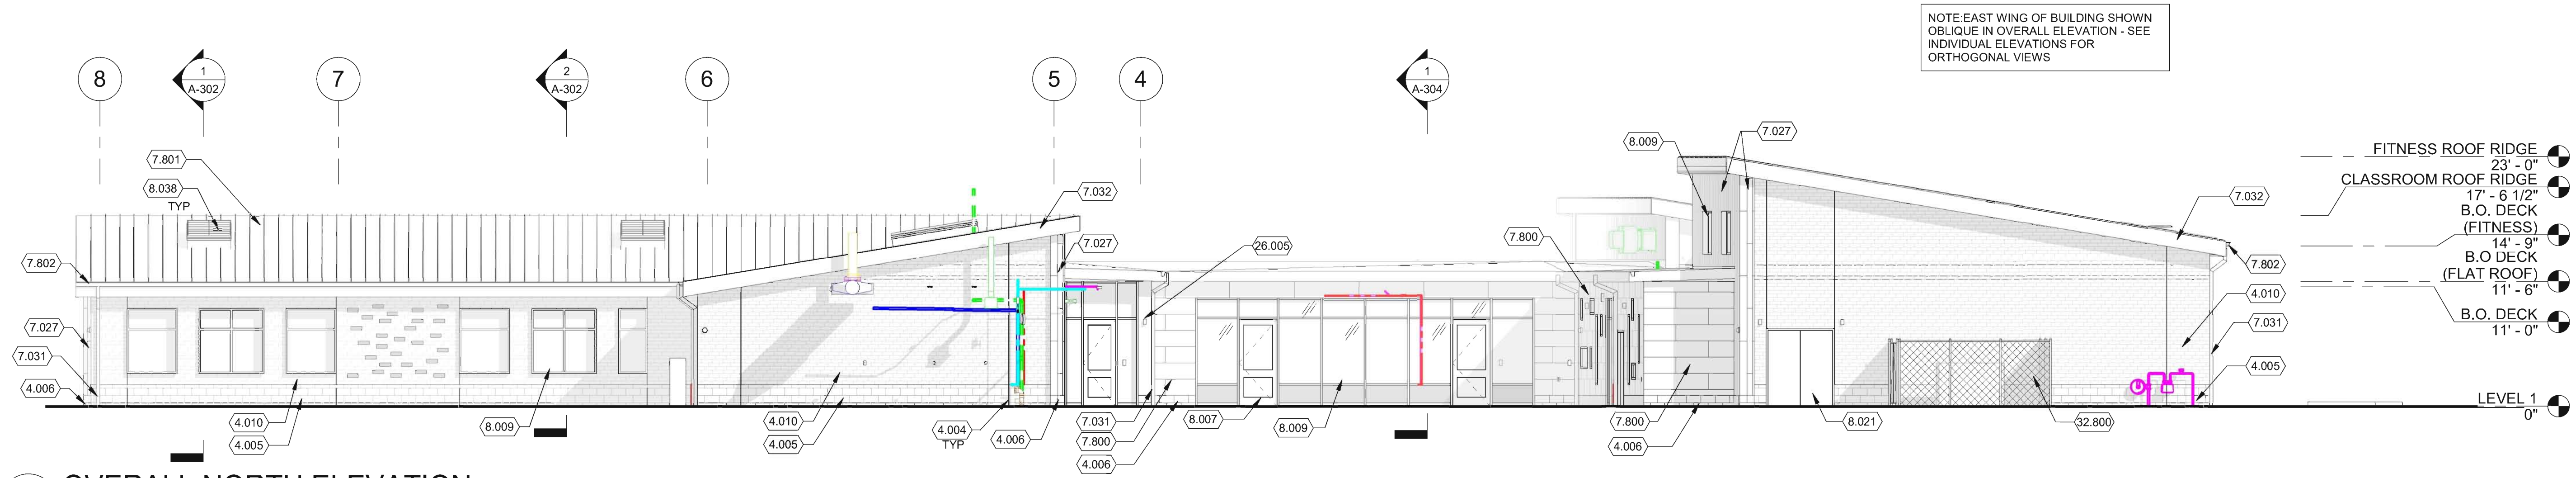 NOTE:EAST WING OF BUILDING SHOWN
OBLIQUE IN OVERALL ELEVATION - SEE
INDIVIDUAL ELEVATIONS FOR
ORTHOGONAL VIEWS
8
1
A-302
7
2
A-302
6
5
4
1
A-304
7.801
8.038
TYP
7.802
7.027
7.031
4.006
4.010
4.005
8.009
4.010
4.005
4.004
TYP
4.006
7.032
7.027
26.005
7.031
7.800
4.006
8.007
8.009
7.800
8.009
7.027
7.800
4.006
8.021
32.800
7.032
7.802
4.010
7.031
4.005
FITNESS ROOF RIDGE
23' - 0"
CLASSROOM ROOF RIDGE
17' - 6 1/2"
B.O. DECK
(FITNESS)
14' - 9"
B.O DECK
(FLAT ROOF)
11' - 6"
B.O. DECK
11' - 0"
LEVEL 1
0"
OVERALL NORTH ELEVATION